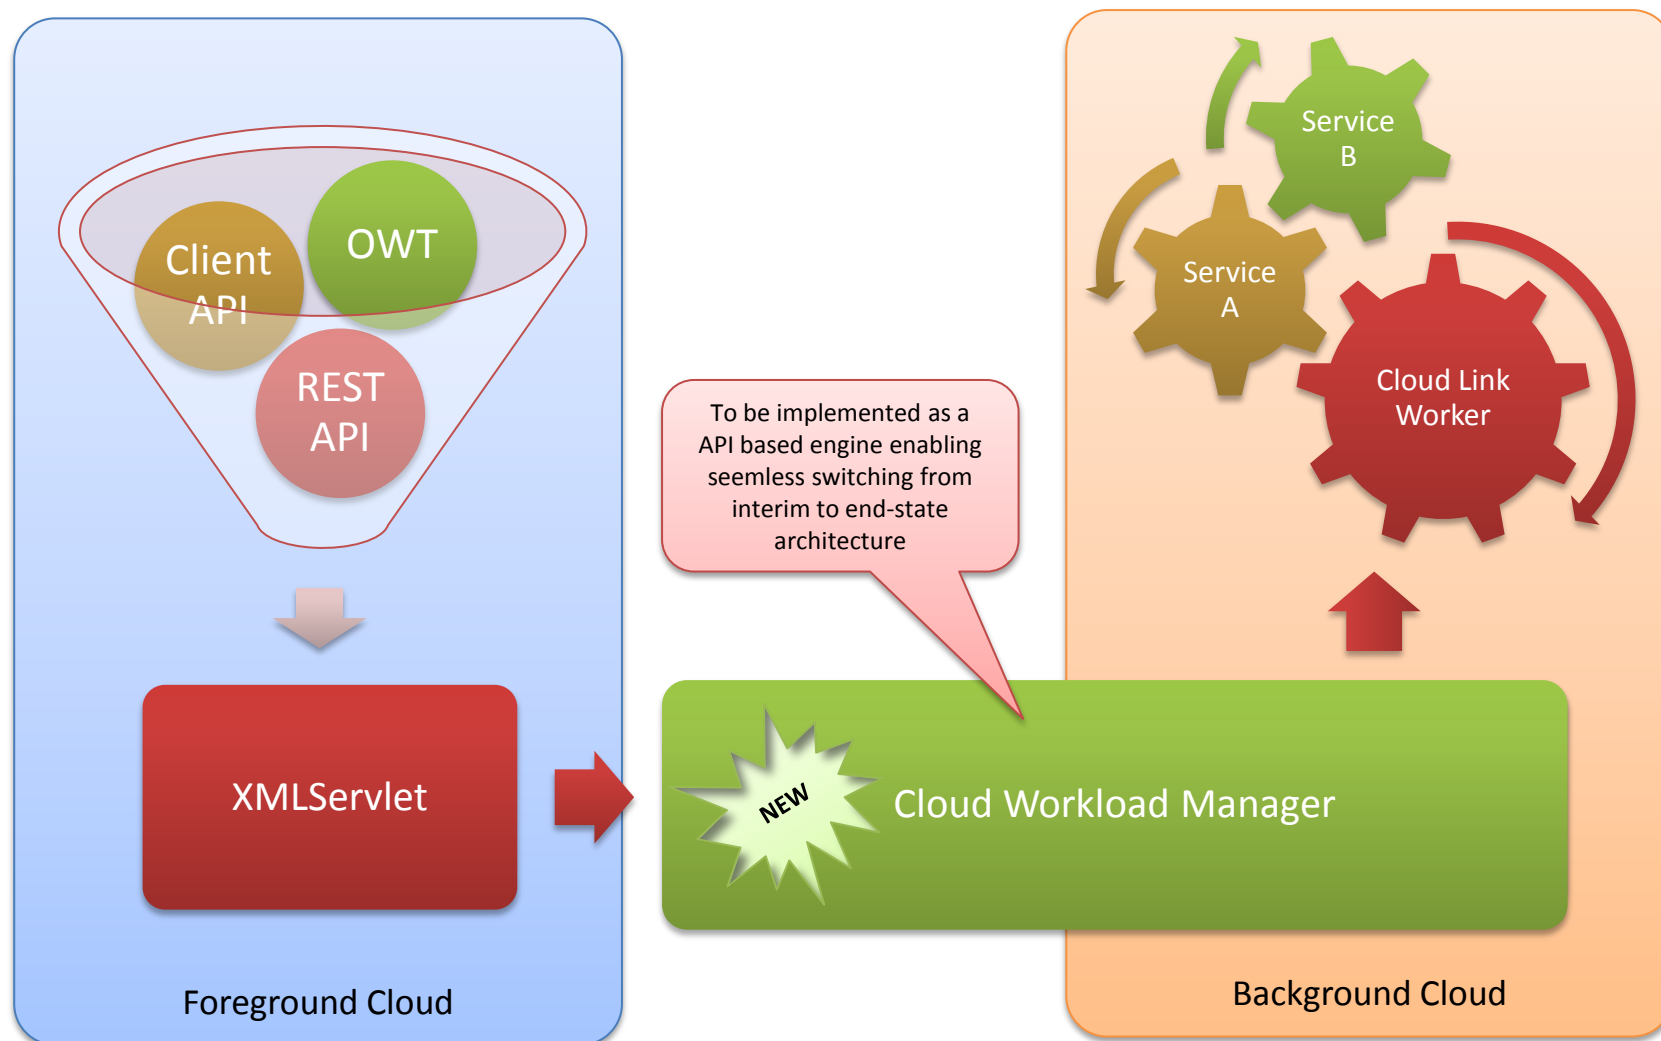 Client
API
OWT
REST
API
XMLServlet
Foreground Cloud
To be implemented as a
API based engine enabling
seemless switching from
interim to end-state
architecture
NEW
Cloud Workload Manager
Service
B
Service
A
Cloud Link
Worker
Background Cloud